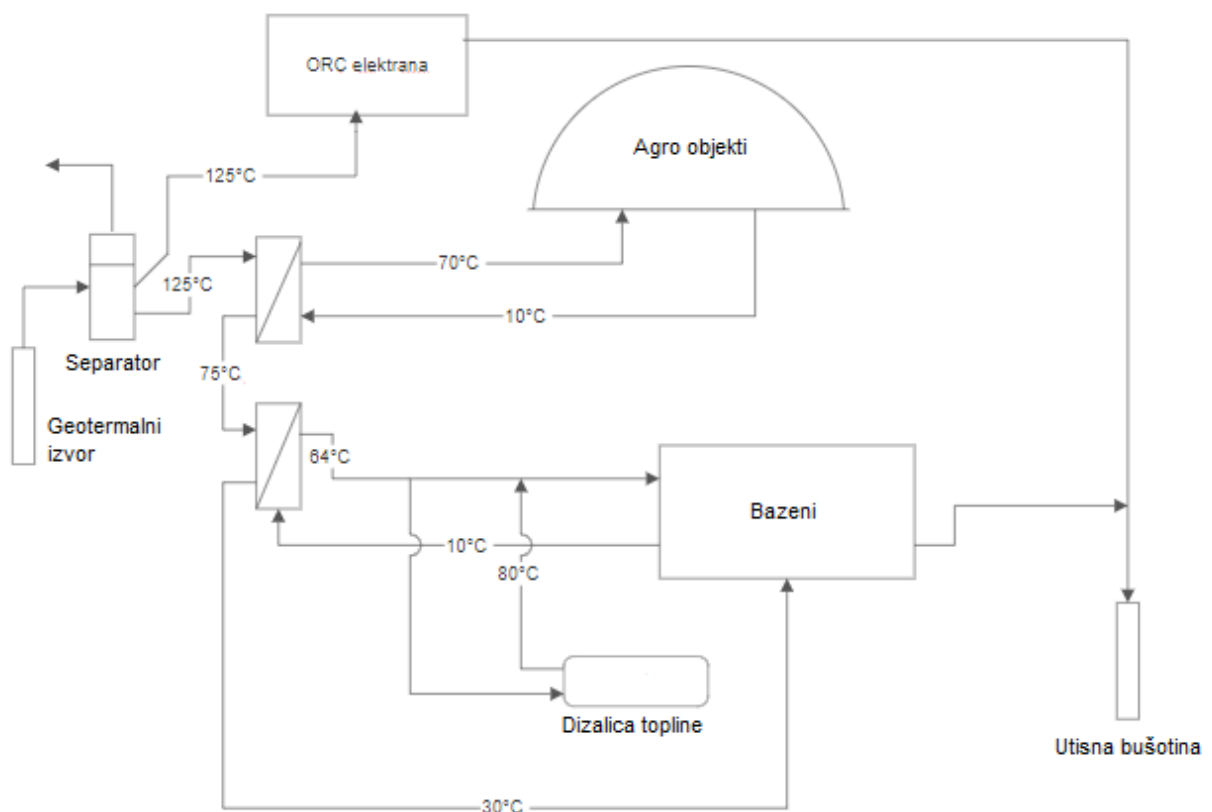 ORC elektrana
Agro objekti
125°C
70°C
125°C
10°C
Separator
75°C
Geotermalni
izvor
64°C
Bazeni
10°C
80°C
Dizalica topline
Utisna bušotina
30°C